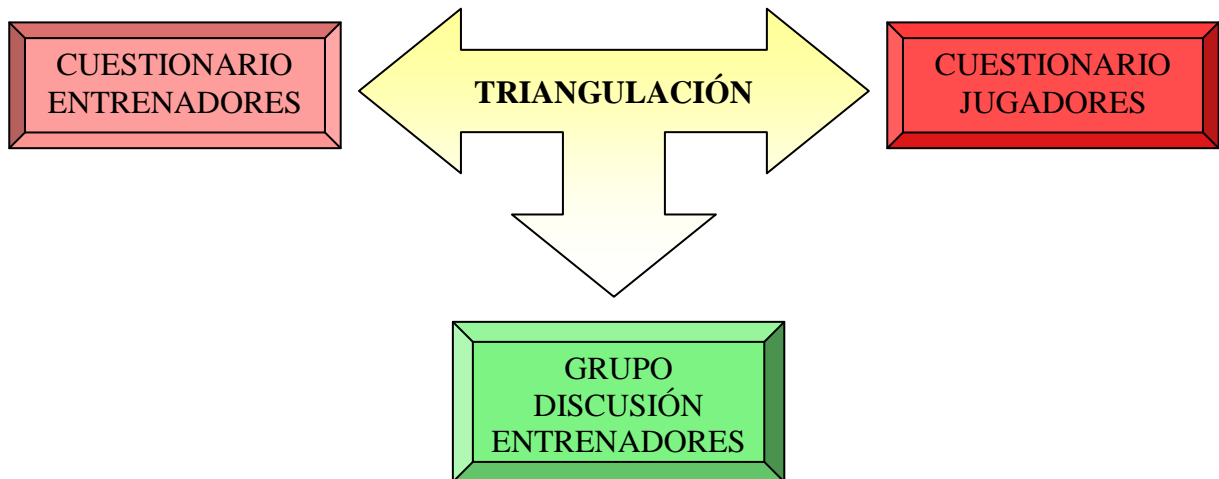 CUESTIONARIO
ENTRENADORES
TRIANGULACIÓN
CUESTIONARIO
JUGADORES
GRUPO
DISCUSIÓN
ENTRENADORES